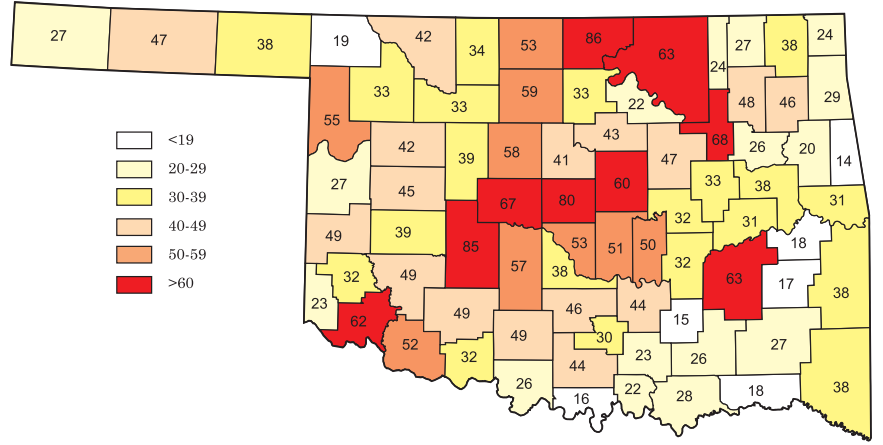 27 47 38 19 42 34 53 86 63 24 27 38 24
33 33 59 33 22 48 46 29
55 42 39 58 41 43 47 68 26 20 14
27 45 67 80 60 33 38 31
49 39 85 57 53 51 50 32 31 18
23 32 49 38 32 63 17 38
62 49 46 44 15
52 32 49 30 23 26 27
44
26 16 22 28 18 38
<19
20-29
30-39
40-49
50-59
>60